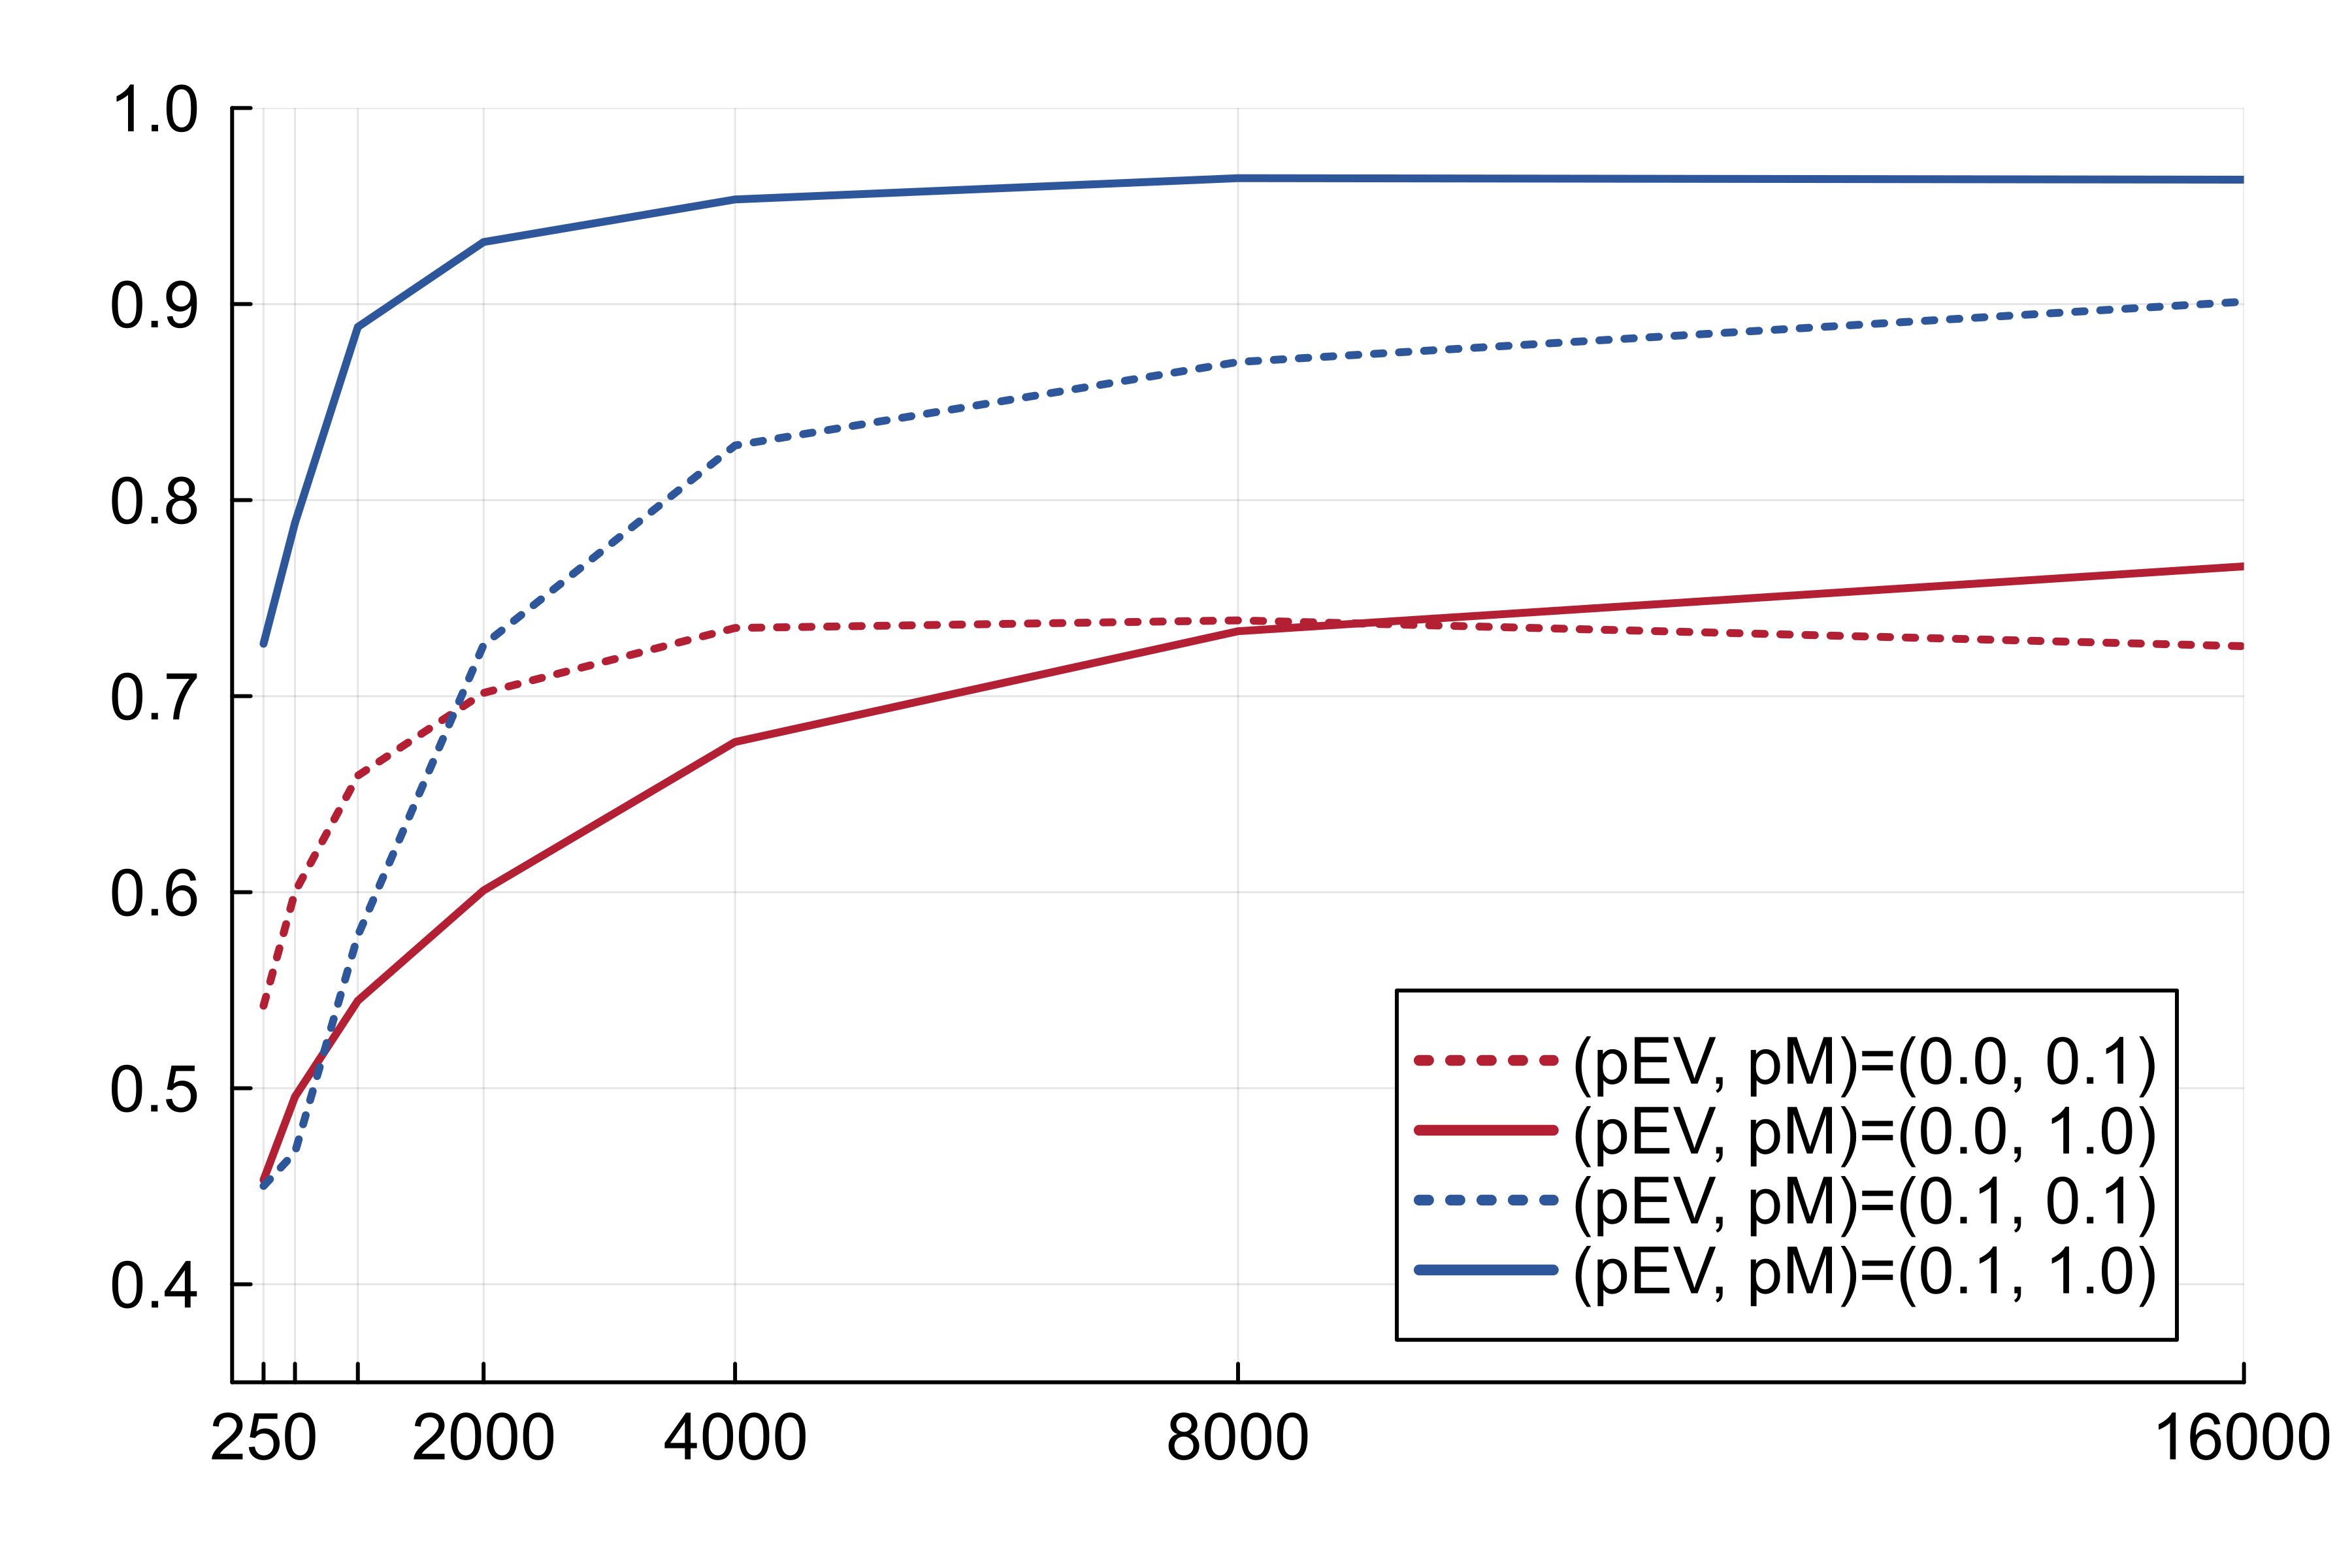 1.0
0.9
0.8
0.7
0.6
0.5
0.4
250 2000 4000 8000 16000
(pEV, pM)=(0.0, 0.1)
(pEV, pM)=(0.0, 1.0)
(pEV, pM)=(0.1, 0.1)
(pEV, pM)=(0.1, 1.0)